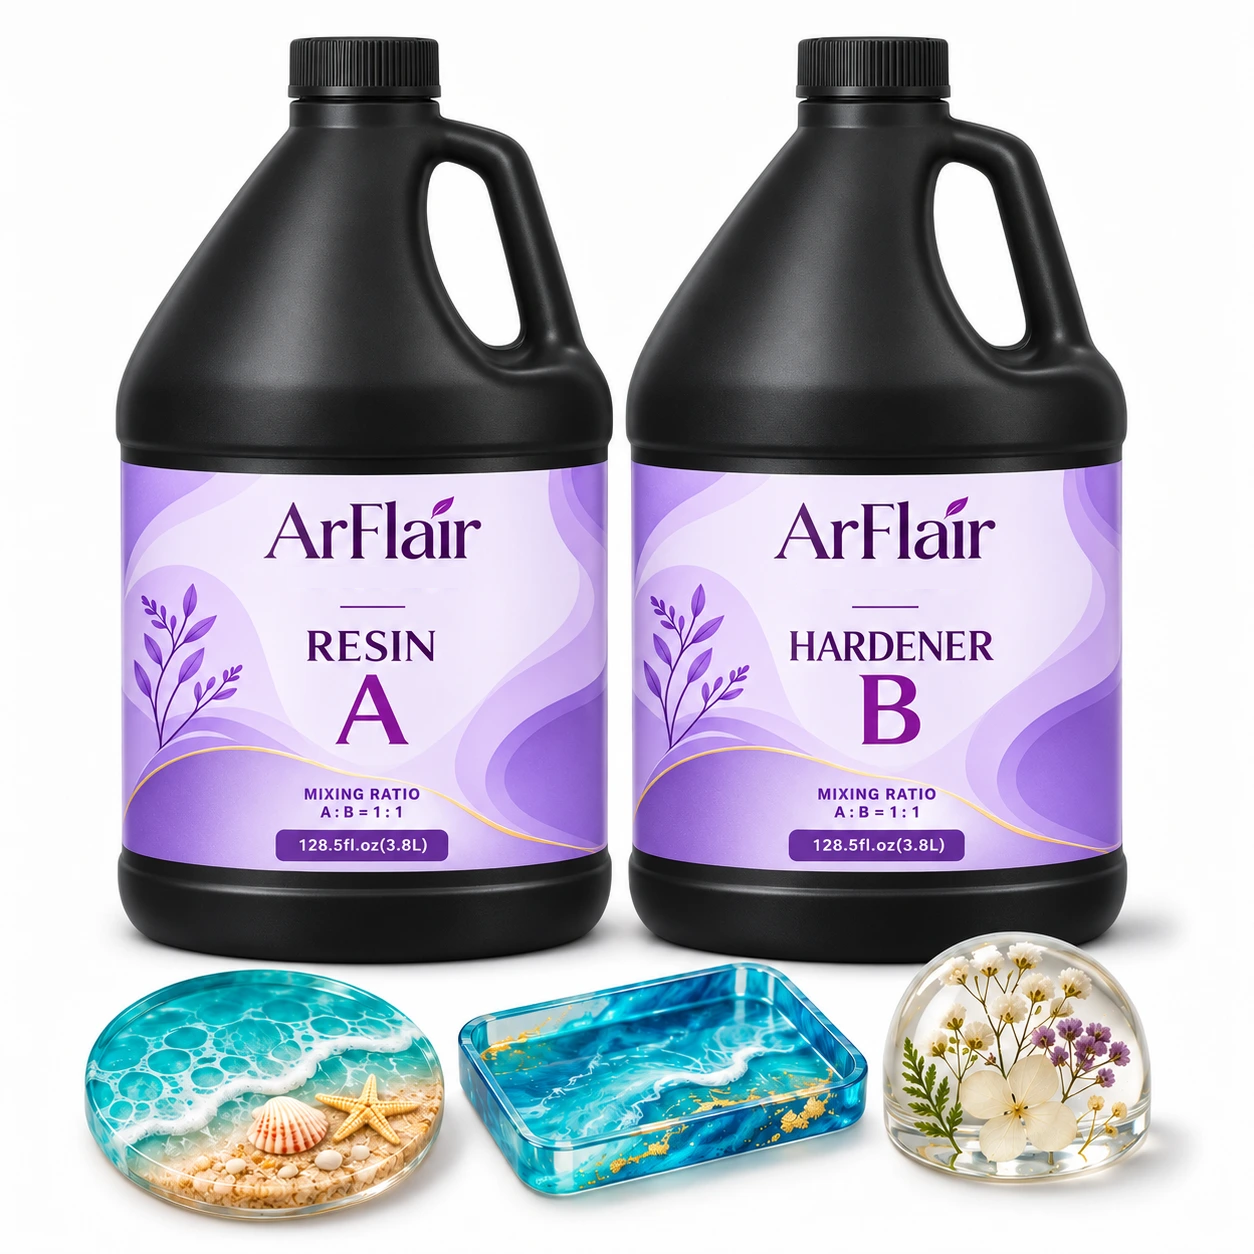 ArFlair
RESIN
A
MIXING RATIO
A:B=1:1
128.5fl.oz(3.8L)
ArFlair
HARDENER
B
MIXING RATIO
A:B=1:1
128.5fl.oz(3.8L)